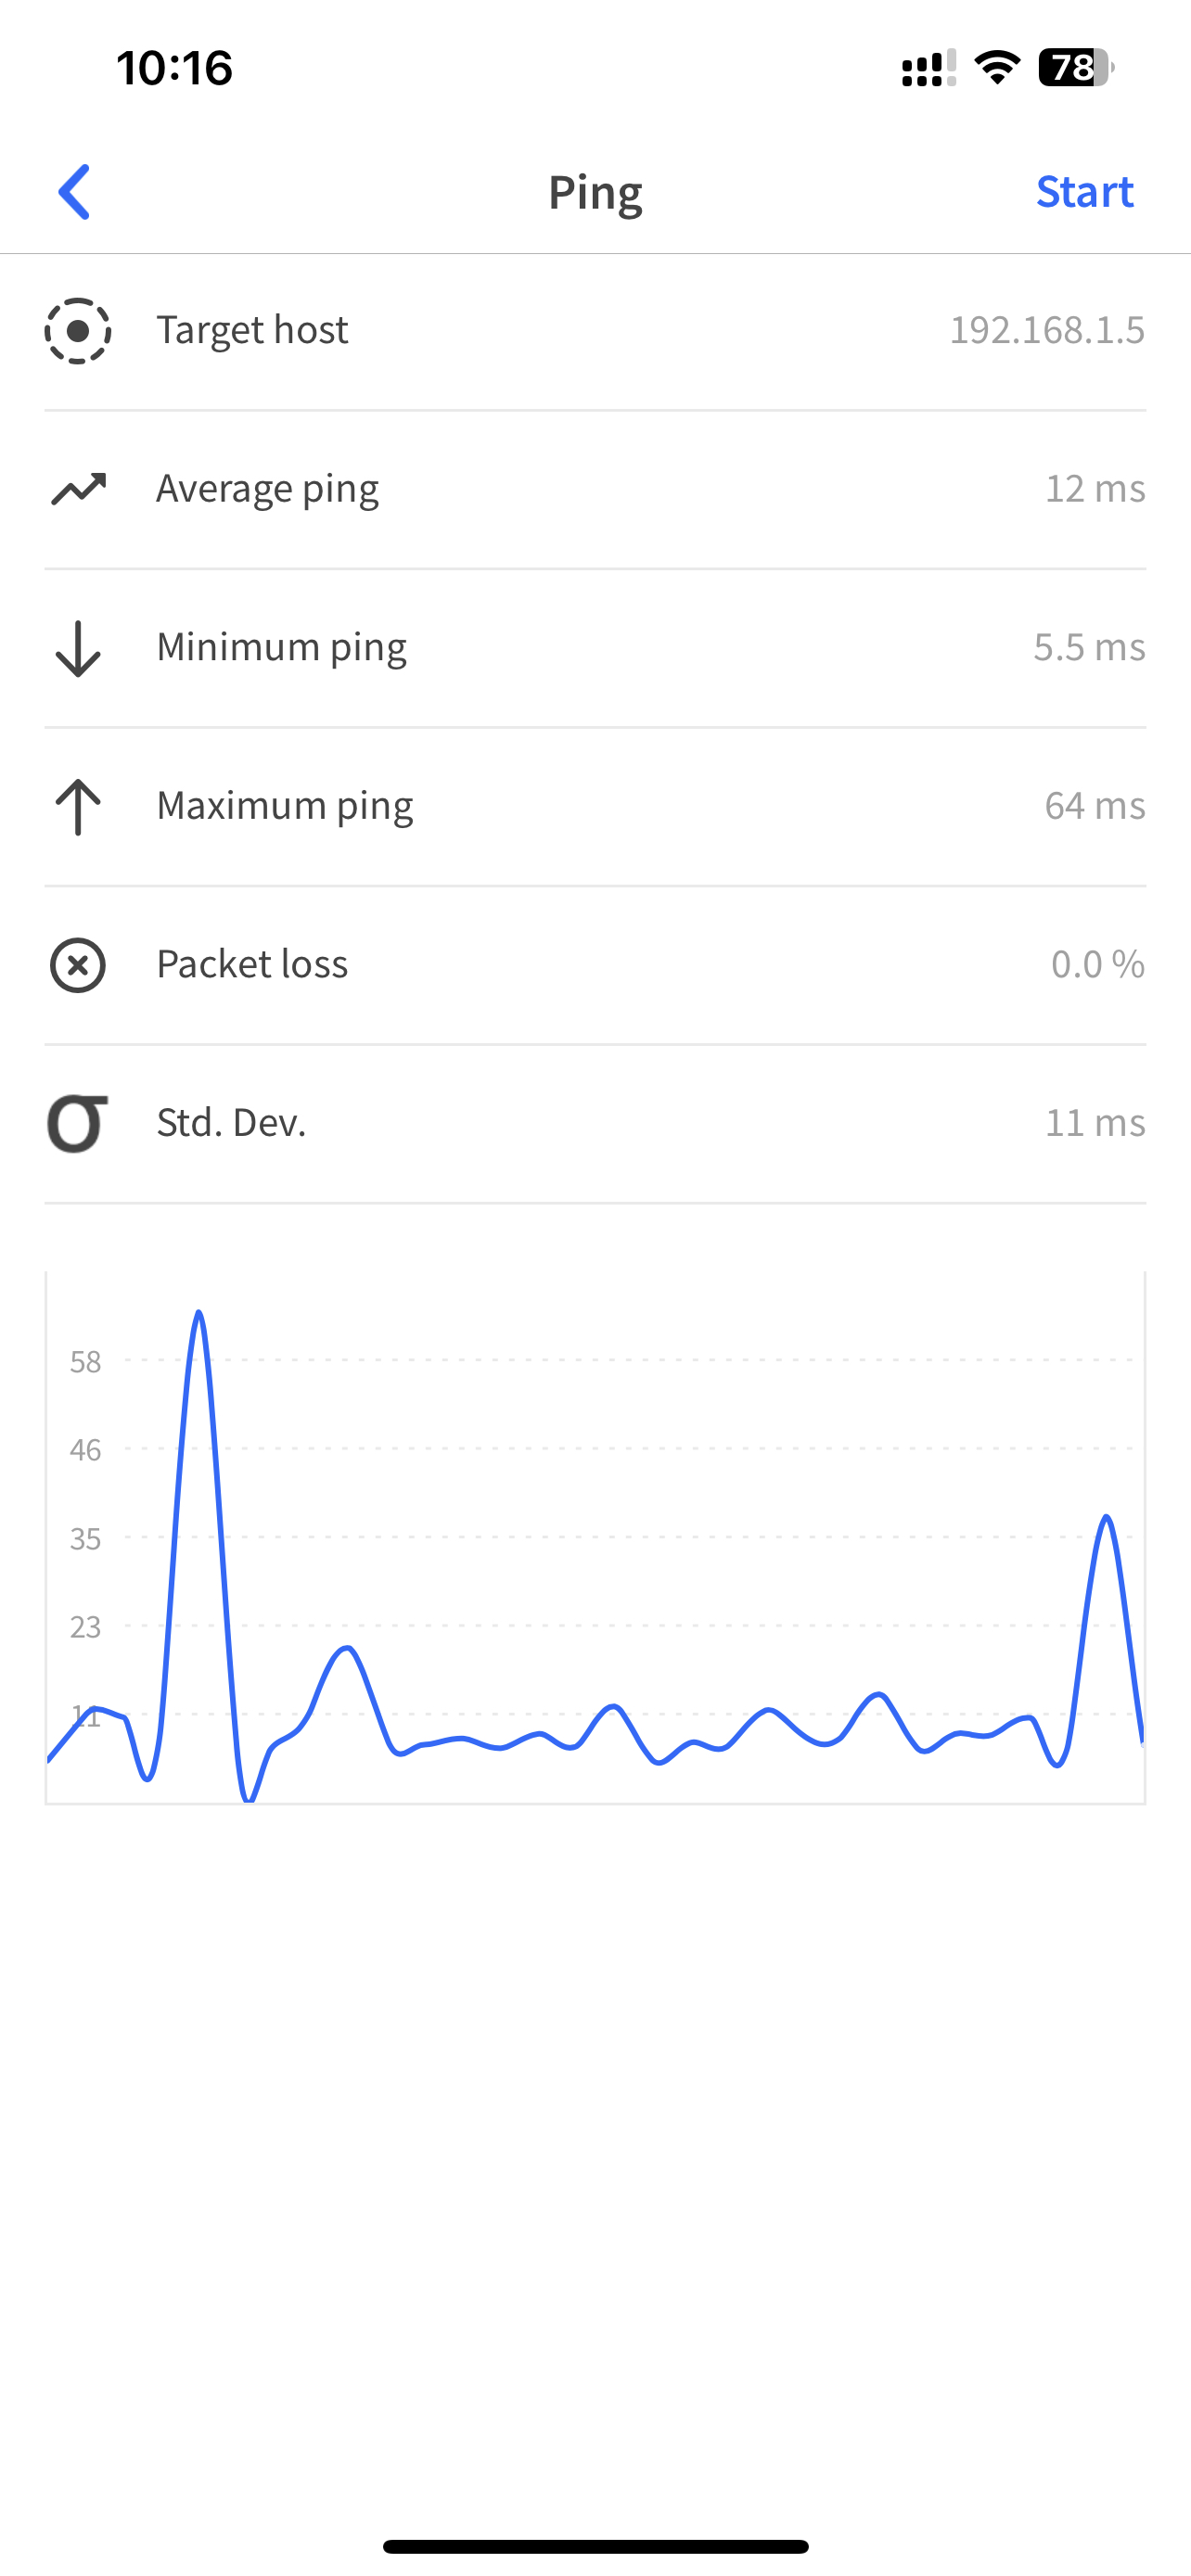 10:16
78
Ping
Start
Target host
192.168.1.5
Average ping
12 ms
Minimum ping
5.5 ms
Maximum ping
64 ms
Packet loss
0.0 %
σ Std. Dev.
11 ms
58
46
35
23
11